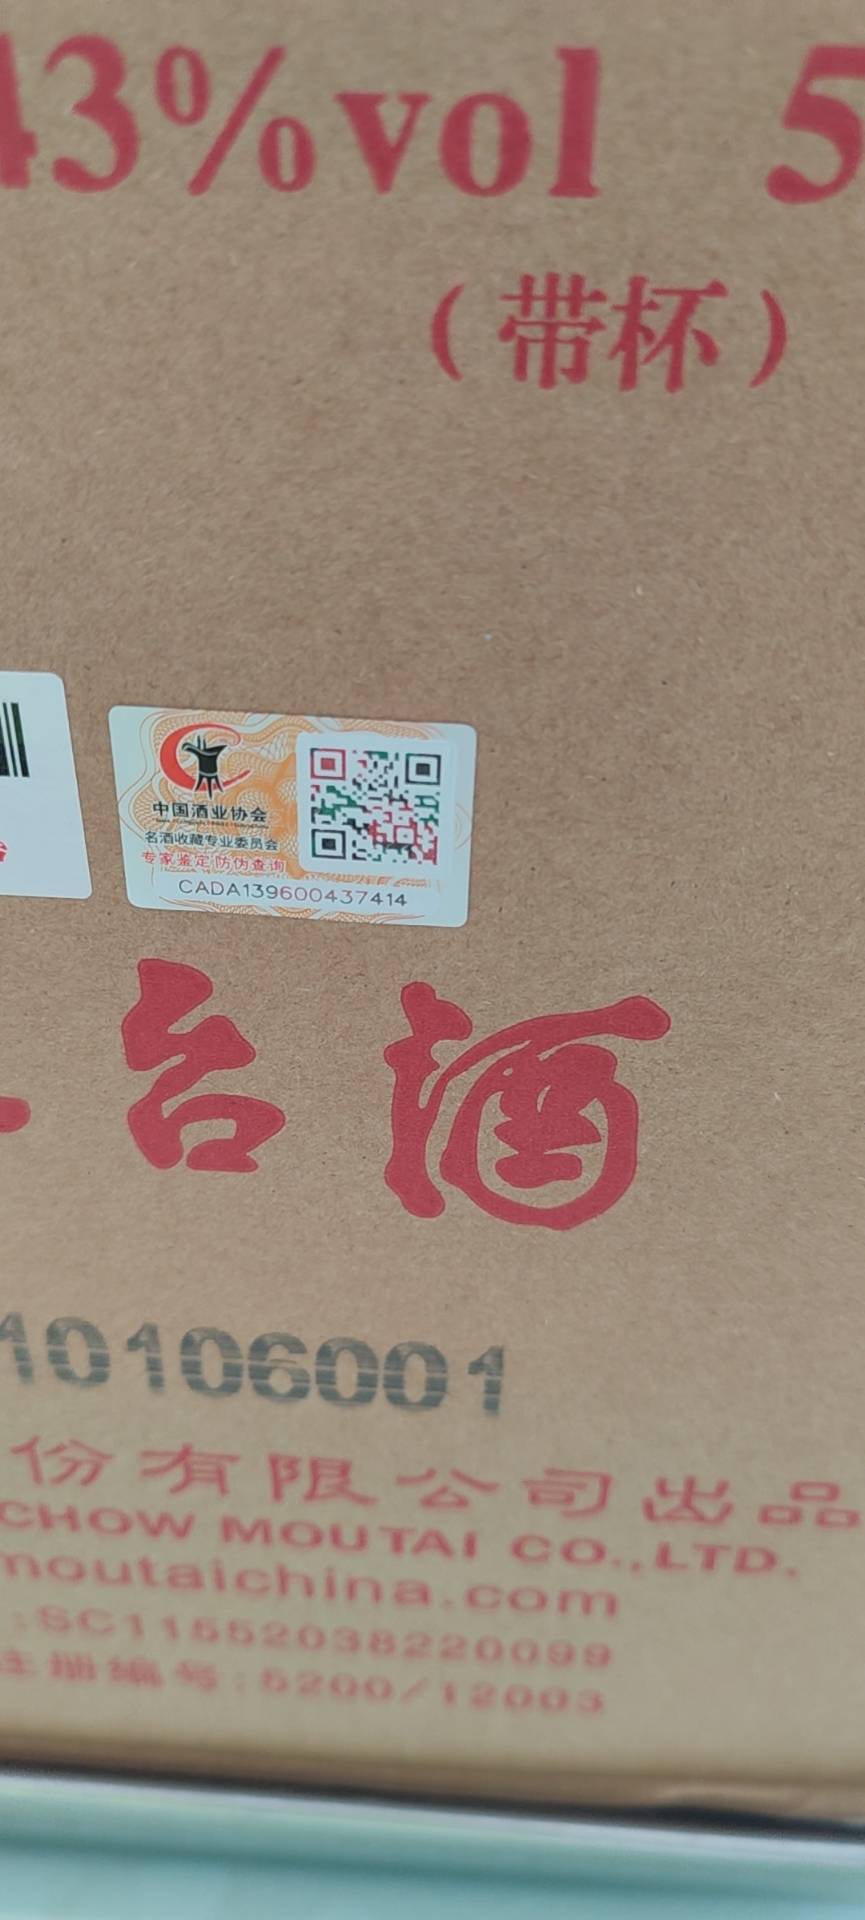 43%vol 5
（带杯）
中国酒业协会
名酒收藏专业委员会
专家鉴定 防伪查询
CADA139600437414
台酒
10106001
份有限公司出品
CHOW MOUTAI CO.,LTD.
moutaichina.com
:SC11552038220099
注册编号:5200/12003